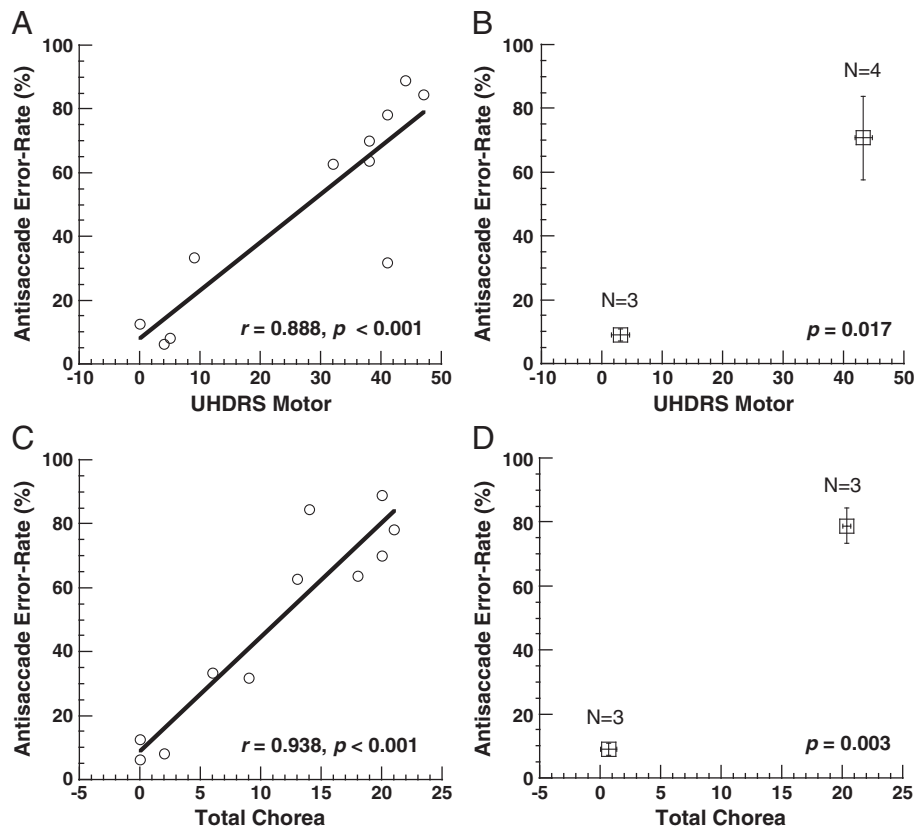 A
Antisaccade Error-Rate (%)
100
80
60
40
20
0
r = 0.888, p < 0.001
-10 0 10 20 30 40 50
UHDRS Motor
B
Antisaccade Error-Rate (%)
100
80
60
40
20
0
N=4
N=3
p = 0.017
-10 0 10 20 30 40 50
UHDRS Motor
C
Antisaccade Error-Rate (%)
100
80
60
40
20
0
r = 0.938, p < 0.001
-5 0 5 10 15 20 25
Total Chorea
D
Antisaccade Error-Rate (%)
100
80
60
40
20
0
N=3
N=3
p = 0.003
-5 0 5 10 15 20 25
Total Chorea